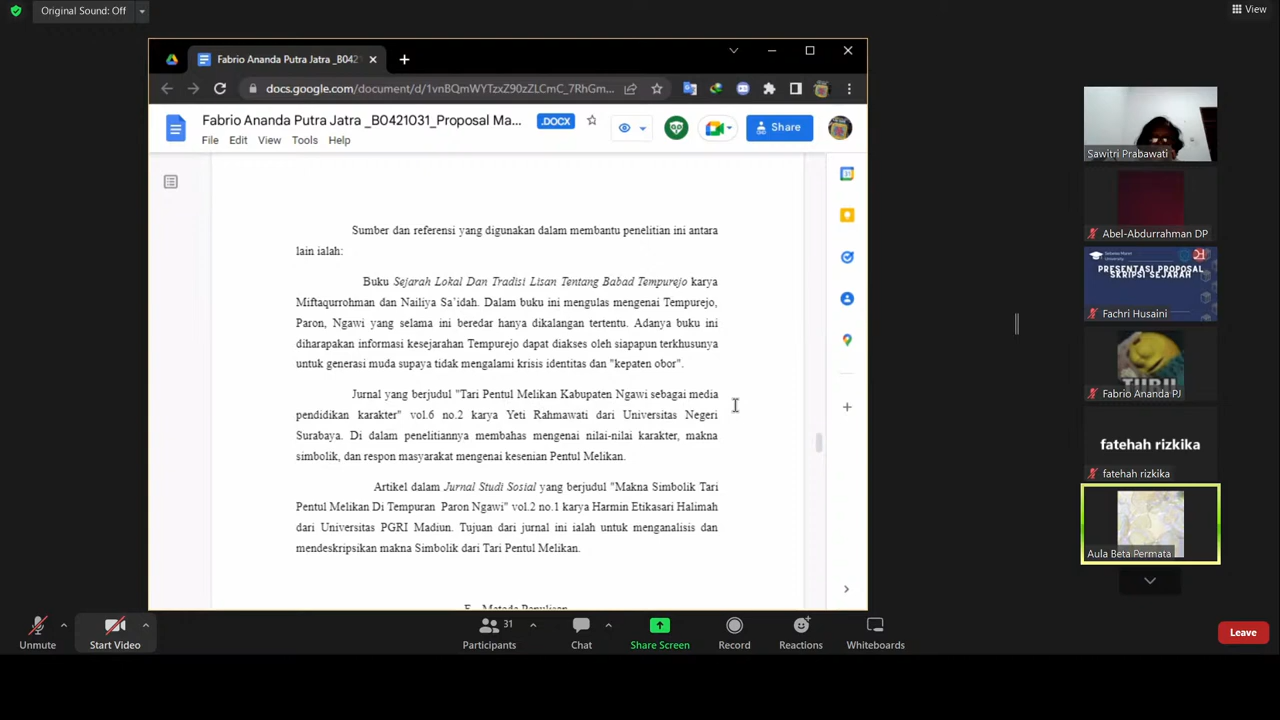 Original Sound: Off
View
Fabrio Ananda Putra Jatra _B042
docs.google.com/document/d/1vnBQmWYTzxZ90zZLCmC_7RhGm...
Fabrio Ananda Putra Jatra _B0421031_Proposal Ma...
.DOCX
Share
File Edit View Tools Help
Sumber dan referensi yang digunakan dalam membantu penelitian ini antara
lain ialah:
Buku Sejarah Lokal Dan Tradisi Lisan Tentang Babad Tempurejo karya
Miftaqurrohman dan Nailiya Sa’idah. Dalam buku ini mengulas mengenai Tempurejo,
Paron, Ngawi yang selama ini beredar hanya dikalangan tertentu. Adanya buku ini
diharapakan informasi kesejarahan Tempurejo dapat diakses oleh siapapun terkhusunya
untuk generasi muda supaya tidak mengalami krisis identitas dan "kepaten obor".
Jurnal yang berjudul "Tari Pentul Melikan Kabupaten Ngawi sebagai media
pendidikan karakter" vol.6 no.2 karya Yeti Rahmawati dari Universitas Negeri
Surabaya. Di dalam penelitiannya membahas mengenai nilai-nilai karakter, makna
simbolik, dan respon masyarakat mengenai kesenian Pentul Melikan.
Artikel dalam Jurnal Studi Sosial yang berjudul "Makna Simbolik Tari
Pentul Melikan Di Tempuran Paron Ngawi" vol.2 no.1 karya Harmin Etikasari Halimah
dari Universitas PGRI Madiun. Tujuan dari jurnal ini ialah untuk menganalisis dan
mendeskripsikan makna Simbolik dari Tari Pentul Melikan.
Metode Penulisan
Sawitri Prabawati
Abel-Abdurrahman DP
PRESENTASI PROPOSAL
SKRIPSI SEJARAH
Fachri Husaini
TURU
Fabrio Ananda PJ
fatehah rizkika
fatehah rizkika
Aula Beta Permata
Unmute
Start Video
31
Participants
Chat
Share Screen
Record
Reactions
Whiteboards
Leave